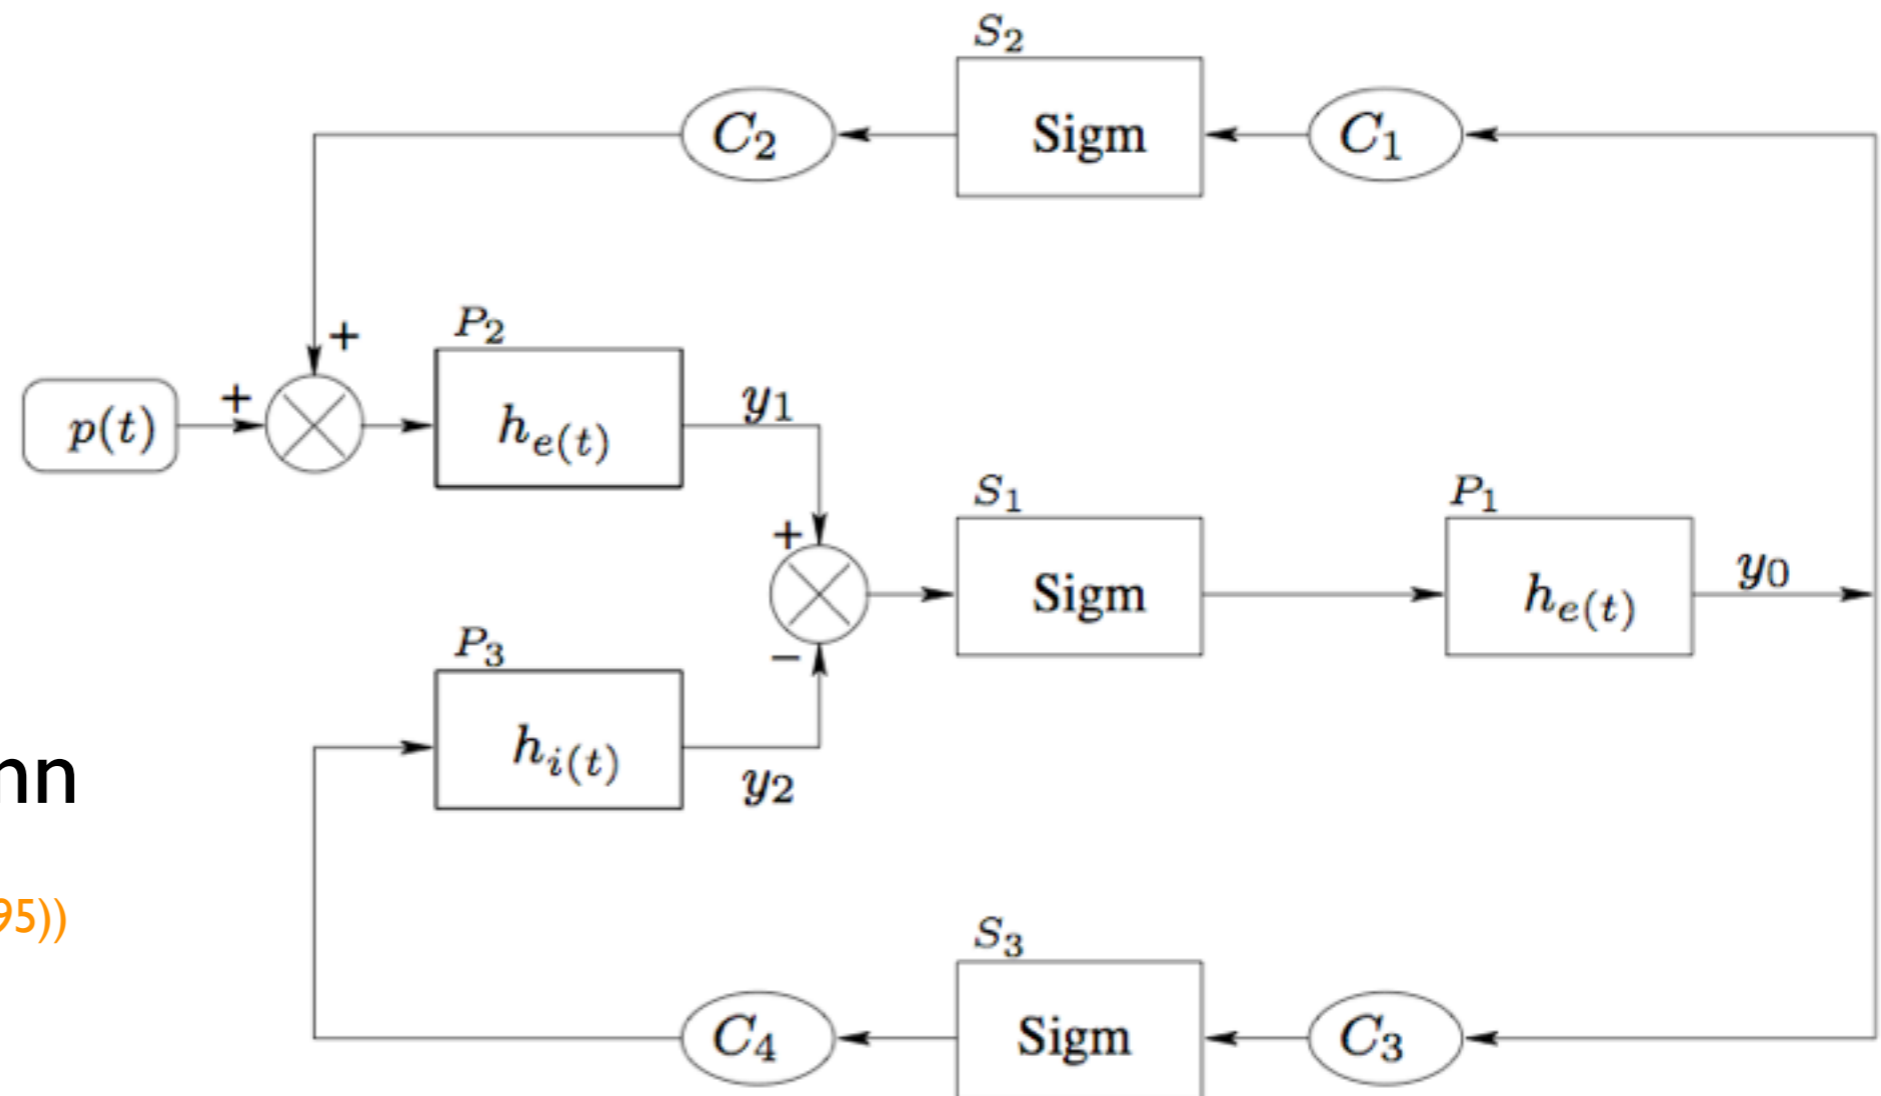 S₂
C₂
Sigm
C₁
+
P₂
p(t)
+
hₑ₍ₜ₎
y₁
S₁
P₁
+
Sigm
hₑ₍ₜ₎
y₀
−
P₃
hᵢ₍ₜ₎
y₂
nn
95))
S₃
C₄
Sigm
C₃